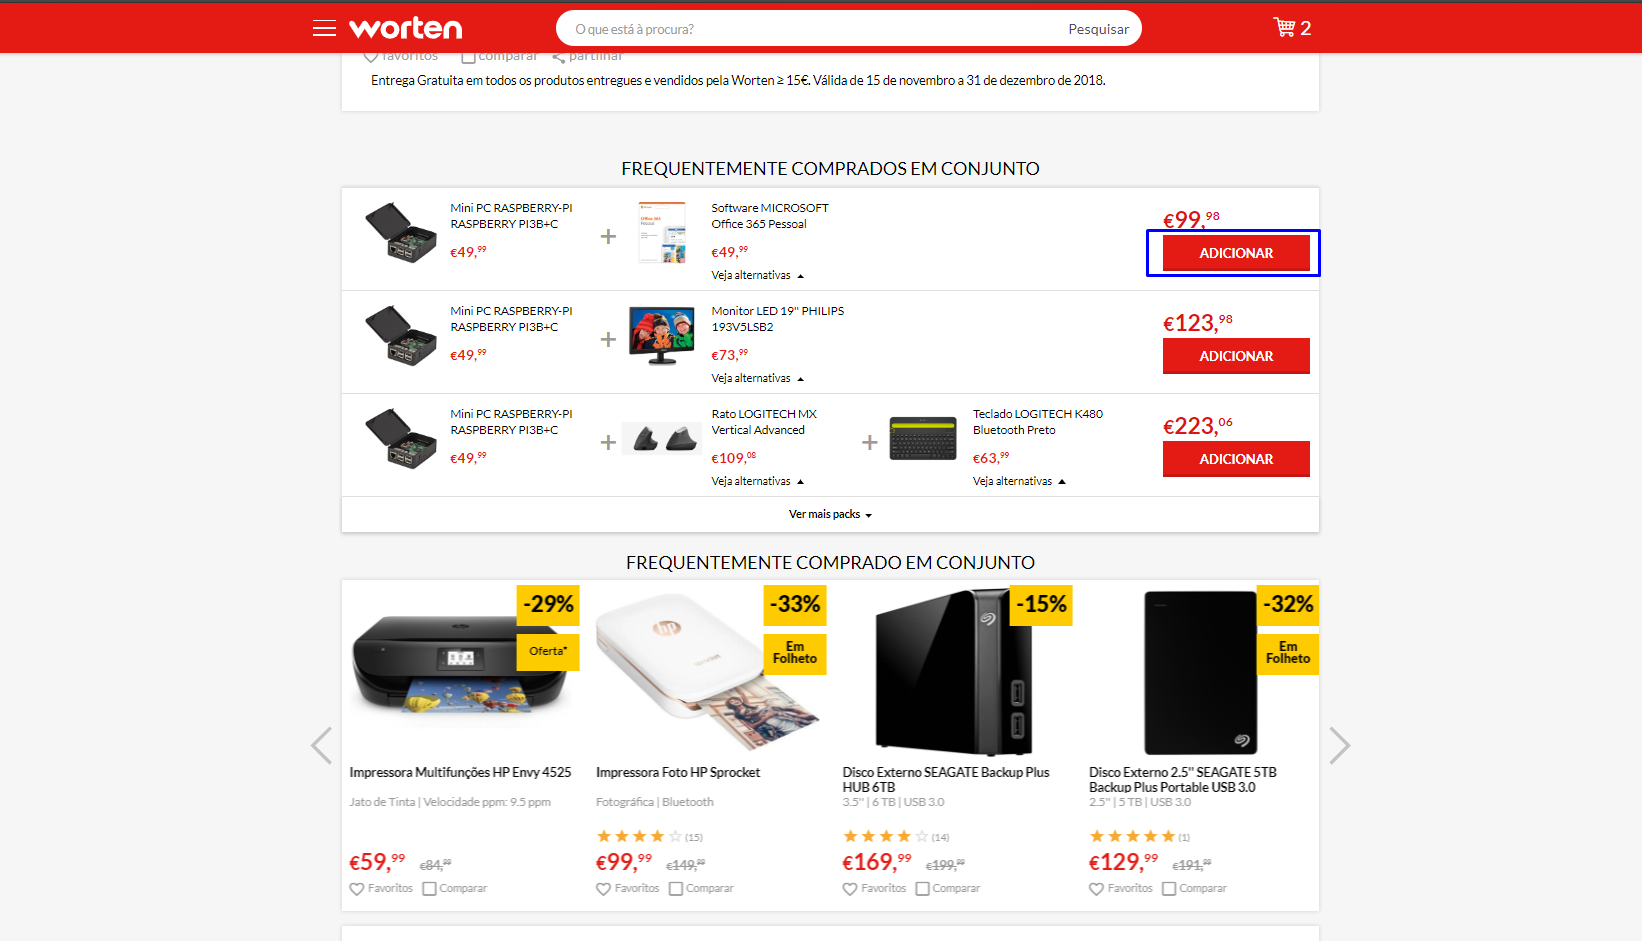 worten
O que está à procura?
Pesquisar
2
favoritos
comparar
partilhar
Entrega Gratuita em todos os produtos entregues e vendidos pela Worten ≥ 15€. Válida de 15 de novembro a 31 de dezembro de 2018.
FREQUENTEMENTE COMPRADOS EM CONJUNTO
Mini PC RASPBERRY-PI
RASPBERRY PI3B+C
€49,99
+
Software MICROSOFT
Office 365 Pessoal
€49,99
Veja alternativas
€99,98
ADICIONAR
Mini PC RASPBERRY-PI
RASPBERRY PI3B+C
€49,99
+
Monitor LED 19" PHILIPS
193V5LSB2
€73,99
Veja alternativas
€123,98
ADICIONAR
Mini PC RASPBERRY-PI
RASPBERRY PI3B+C
€49,99
+
Rato LOGITECH MX
Vertical Advanced
€109,08
Veja alternativas
+
Teclado LOGITECH K480
Bluetooth Preto
€63,99
Veja alternativas
€223,06
ADICIONAR
Ver mais packs
FREQUENTEMENTE COMPRADO EM CONJUNTO
-29%
Oferta*
Impressora Multifunções HP Envy 4525
Jato de Tinta | Velocidade ppm: 9.5 ppm
€59,99 €84,99
Favoritos
Comparar
-33%
Em
Folheto
hp
Impressora Foto HP Sprocket
Fotográfica | Bluetooth
(15)
€99,99 €149,99
Favoritos
Comparar
-15%
Disco Externo SEAGATE Backup Plus
HUB 6TB
3.5" | 6 TB | USB 3.0
(14)
€169,99 €199,99
Favoritos
Comparar
-32%
Em
Folheto
Disco Externo 2.5" SEAGATE 5TB
Backup Plus Portable USB 3.0
2.5" | 5 TB | USB 3.0
(1)
€129,99 €191,99
Favoritos
Comparar